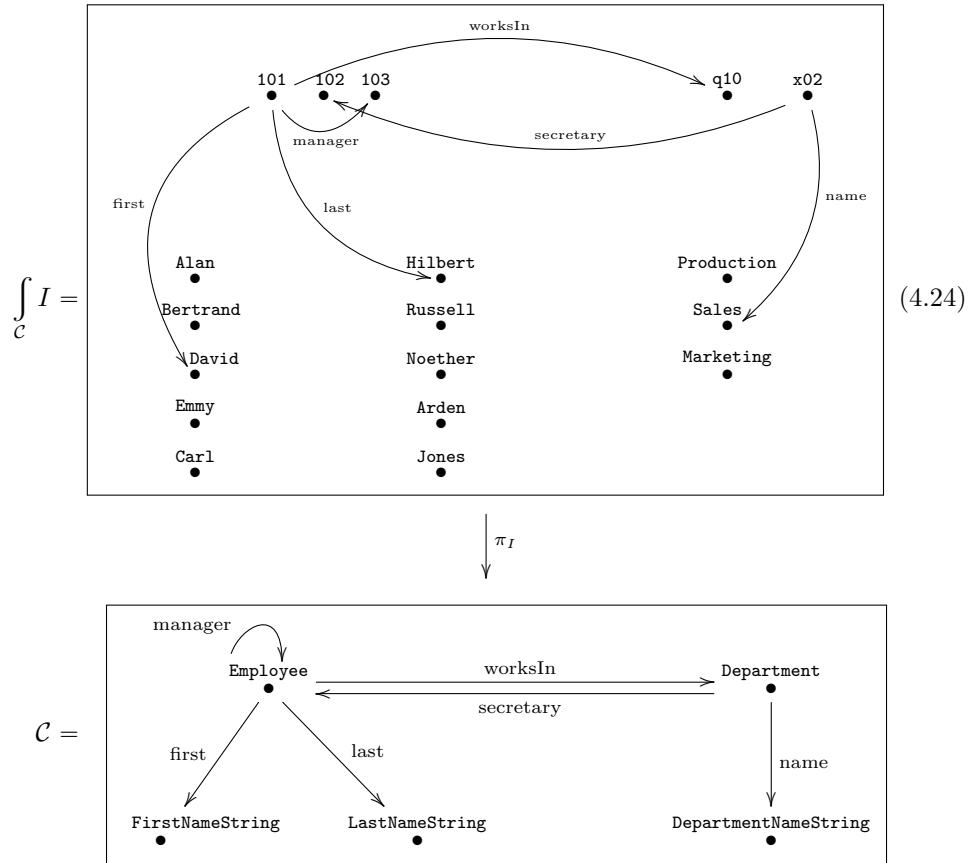 worksIn
101 102 103 q10 x02
secretary
manager
first last name
Alan Hilbert Production
Bertrand Russell Sales
∫ I = (4.24)
C
David Noether Marketing
Emmy Arden
Carl Jones
π_I
manager
Employee worksIn Department
secretary
C =
first last name
FirstNameString LastNameString DepartmentNameString